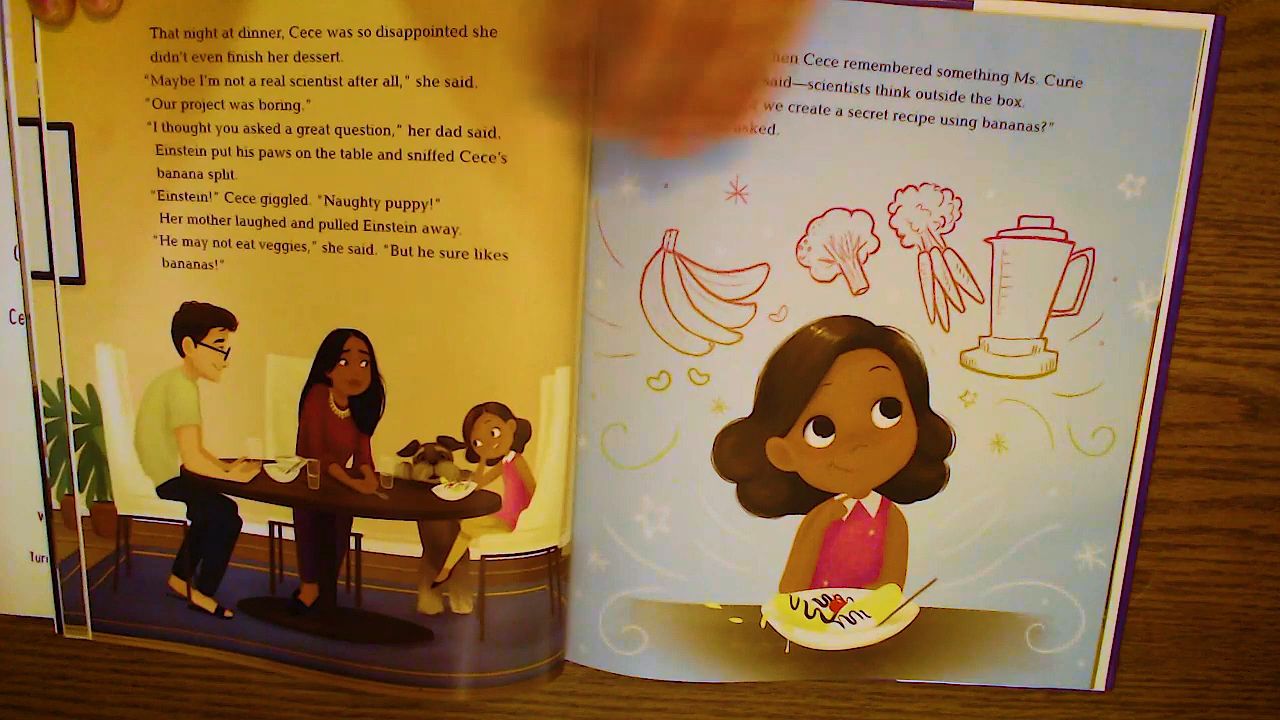 That night at dinner, Cece was so disappointed she
didn't even finish her dessert.
"Maybe I'm not a real scientist after all," she said.
"Our project was boring."
"I thought you asked a great question," her dad said.
Einstein put his paws on the table and sniffed Cece's
banana split.
"Einstein!" Cece giggled. "Naughty puppy!"
Her mother laughed and pulled Einstein away.
"He may not eat veggies," she said. "But he sure likes
bananas!"
Cece remembered something Ms. Curie
said—scientists think outside the box.
we create a secret recipe using bananas?"